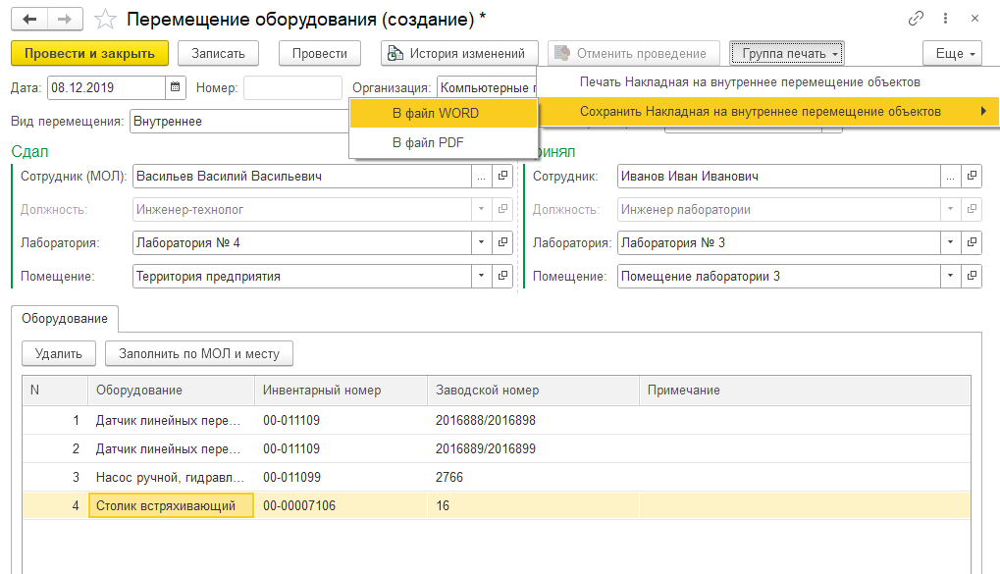 Перемещение оборудования (создание) *
Провести и закрыть Записать Провести История изменений Отменить проведение Группа печать Еще
Дата: 08.12.2019 Номер: Организация: Компьютерные п
Печать Накладная на внутреннее перемещение объектов
Сохранить Накладная на внутреннее перемещение объектов
В файл WORD
В файл PDF
Вид перемещения: Внутреннее
Сдал
Сотрудник (МОЛ): Васильев Василий Васильевич ...
Должность: Инженер-технолог
Лаборатория: Лаборатория № 4
Помещение: Территория предприятия
Сотрудник: Иванов Иван Иванович ...
Должность: Инженер лаборатории
Лаборатория: Лаборатория № 3
Помещение: Помещение лаборатории 3
Оборудование
Удалить Заполнить по МОЛ и месту
N Оборудование Инвентарный номер Заводской номер Примечание
1 Датчик линейных пере... 00-011109 2016888/2016898
2 Датчик линейных пере... 00-011109 2016889/2016899
3 Насос ручной, гидравл... 00-011099 2766
4 Столик встряхивающий 00-00007106 16